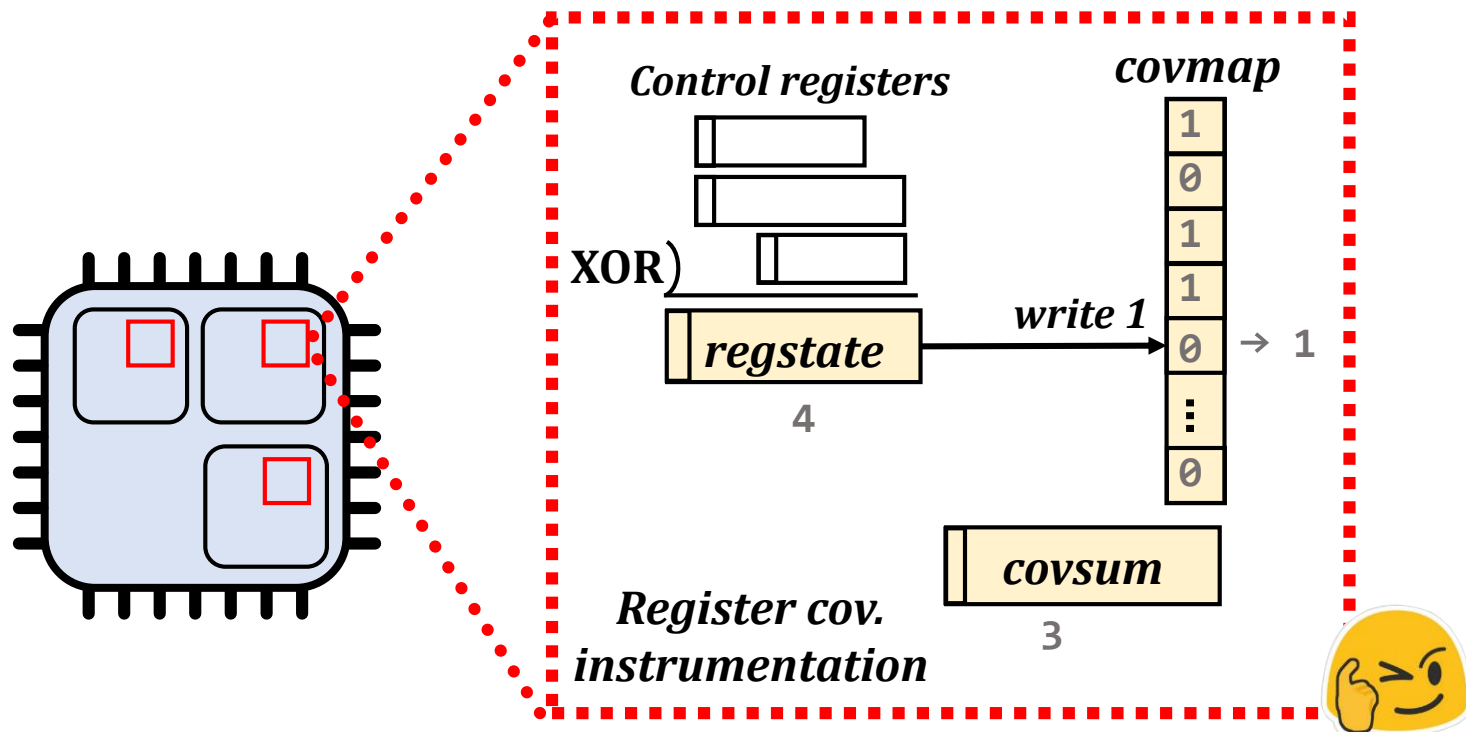 Control registers
XOR
regstate
4
write 1
covmap
1
0
1
1
0 → 1
⋮
0
covsum
3
Register cov.
instrumentation